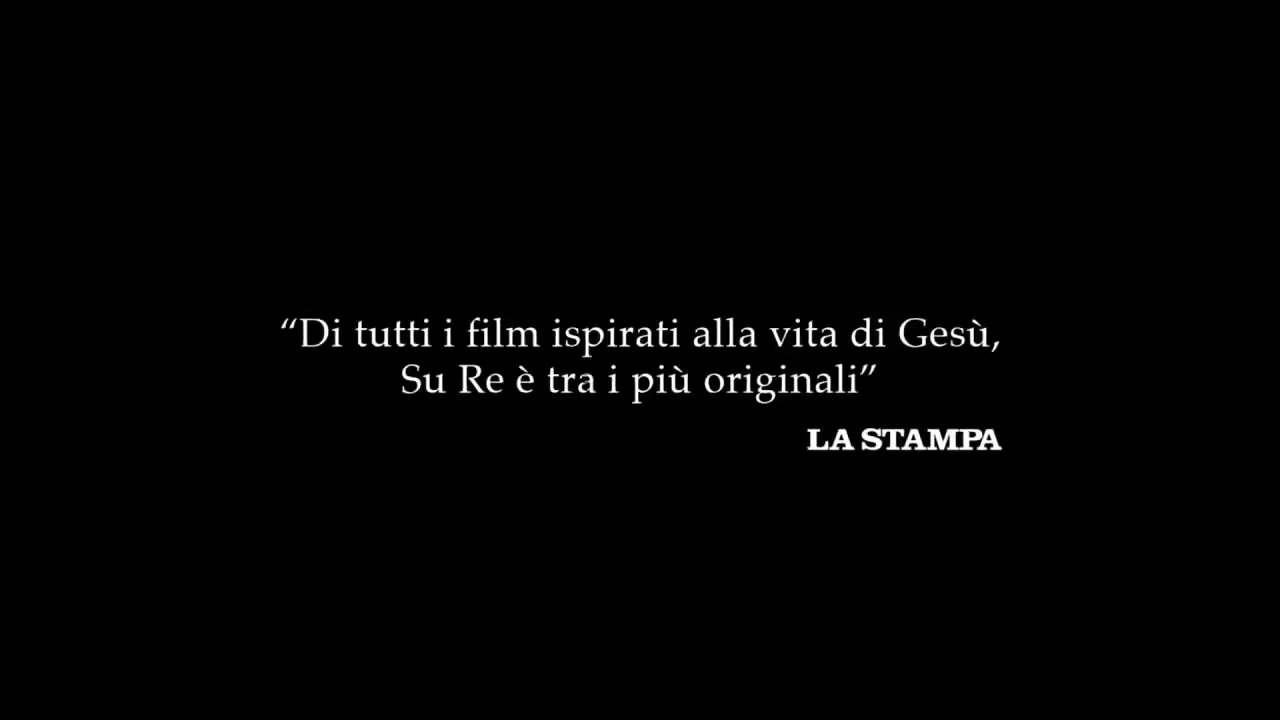 “Di tutti i film ispirati alla vita di Gesù,
Su Re è tra i più originali”
LA STAMPA